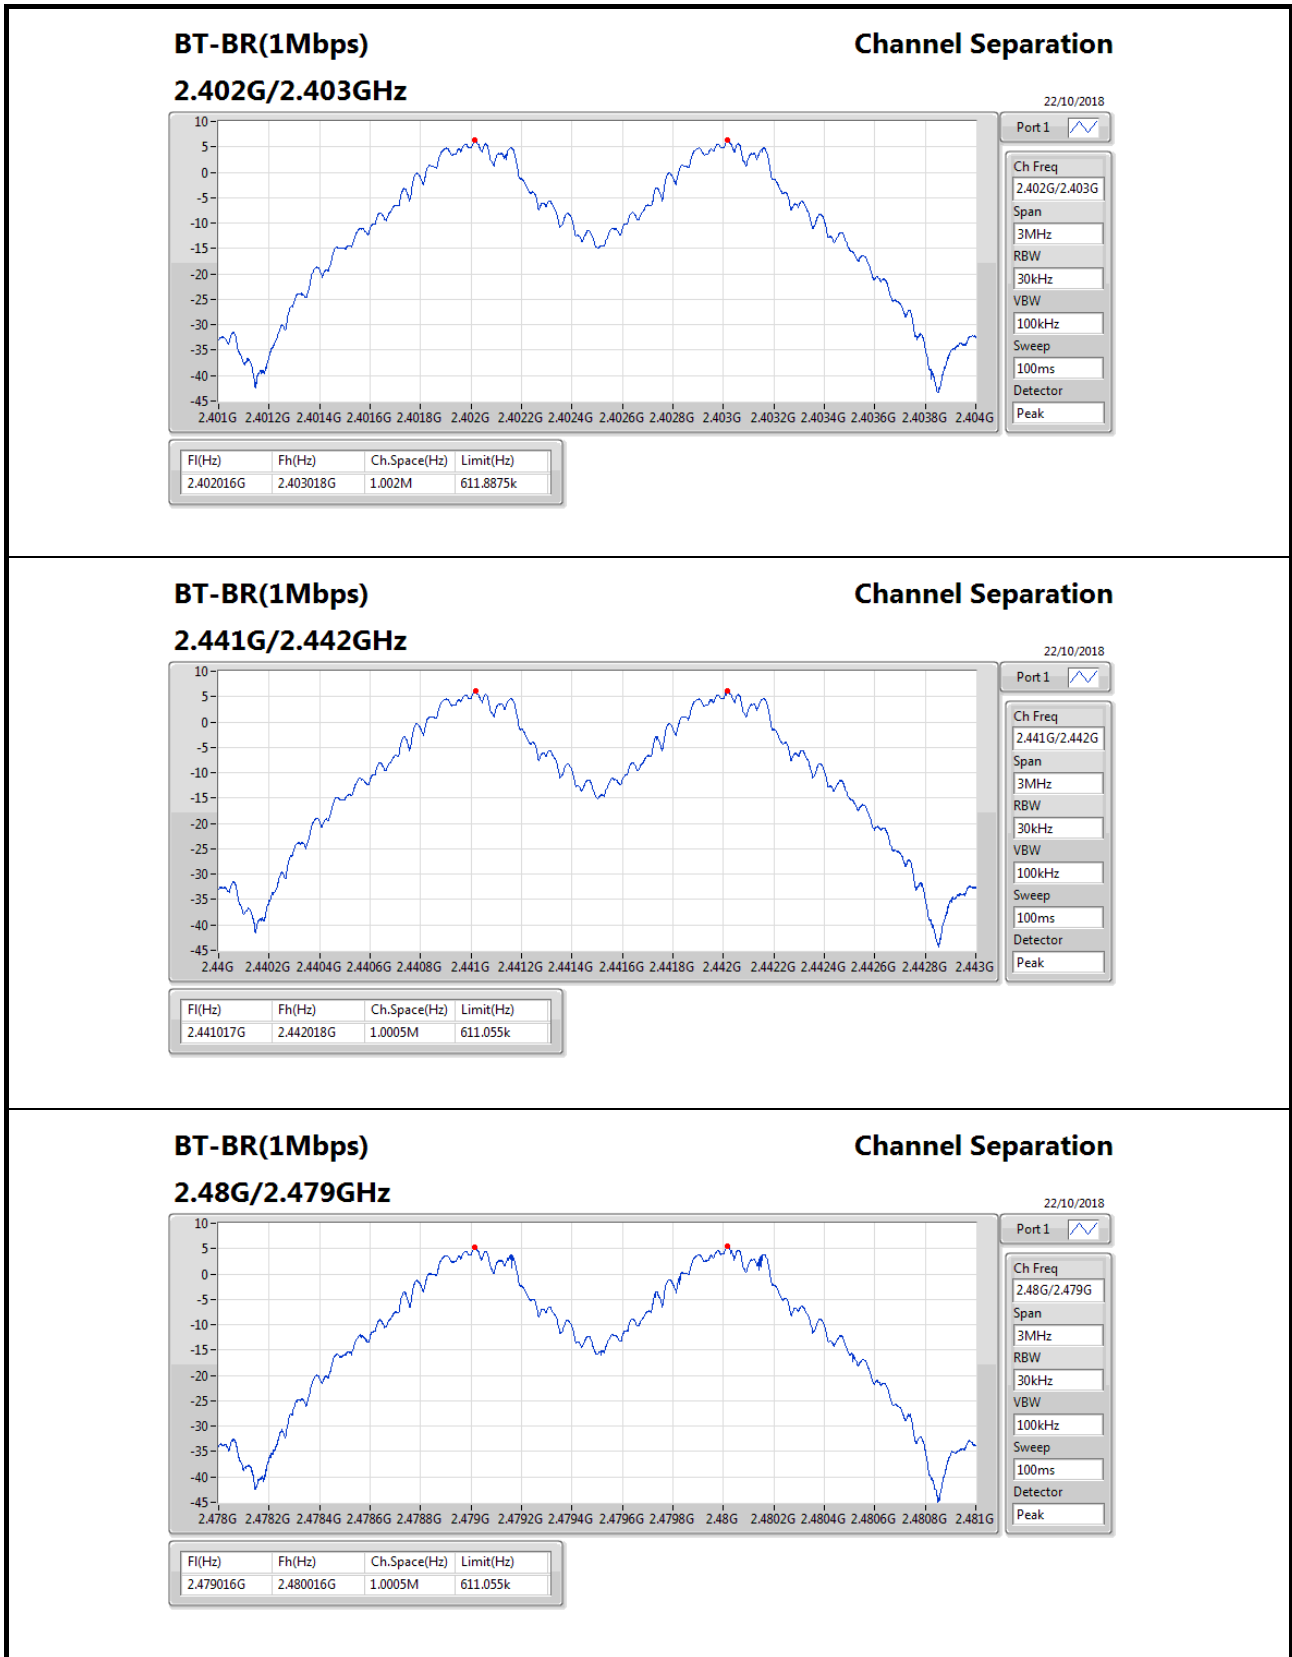 BT-BR(1Mbps) Channel Separation
2.402G/2.403GHz
22/10/2018
Port 1
10
5
0
-5
-10
-15
-20
-25
-30
-35
-40
-45
2.401G 2.4012G 2.4014G 2.4016G 2.4018G 2.402G 2.4022G 2.4024G 2.4026G 2.4028G 2.403G 2.4032G 2.4034G 2.4036G 2.4038G 2.404G
Ch Freq
2.402G/2.403G
Span
3MHz
RBW
30kHz
VBW
100kHz
Sweep
100ms
Detector
Peak
Fl(Hz) Fh(Hz) Ch.Space(Hz) Limit(Hz)
2.402016G 2.403018G 1.002M 611.8875k
BT-BR(1Mbps) Channel Separation
2.441G/2.442GHz
22/10/2018
Port 1
10
5
0
-5
-10
-15
-20
-25
-30
-35
-40
-45
2.44G 2.4402G 2.4404G 2.4406G 2.4408G 2.441G 2.4412G 2.4414G 2.4416G 2.4418G 2.442G 2.4422G 2.4424G 2.4426G 2.4428G 2.443G
Ch Freq
2.441G/2.442G
Span
3MHz
RBW
30kHz
VBW
100kHz
Sweep
100ms
Detector
Peak
Fl(Hz) Fh(Hz) Ch.Space(Hz) Limit(Hz)
2.441017G 2.442018G 1.0005M 611.055k
BT-BR(1Mbps) Channel Separation
2.48G/2.479GHz
22/10/2018
Port 1
10
5
0
-5
-10
-15
-20
-25
-30
-35
-40
-45
2.478G 2.4782G 2.4784G 2.4786G 2.4788G 2.479G 2.4792G 2.4794G 2.4796G 2.4798G 2.48G 2.4802G 2.4804G 2.4806G 2.4808G 2.481G
Ch Freq
2.48G/2.479G
Span
3MHz
RBW
30kHz
VBW
100kHz
Sweep
100ms
Detector
Peak
Fl(Hz) Fh(Hz) Ch.Space(Hz) Limit(Hz)
2.479016G 2.480016G 1.0005M 611.055k